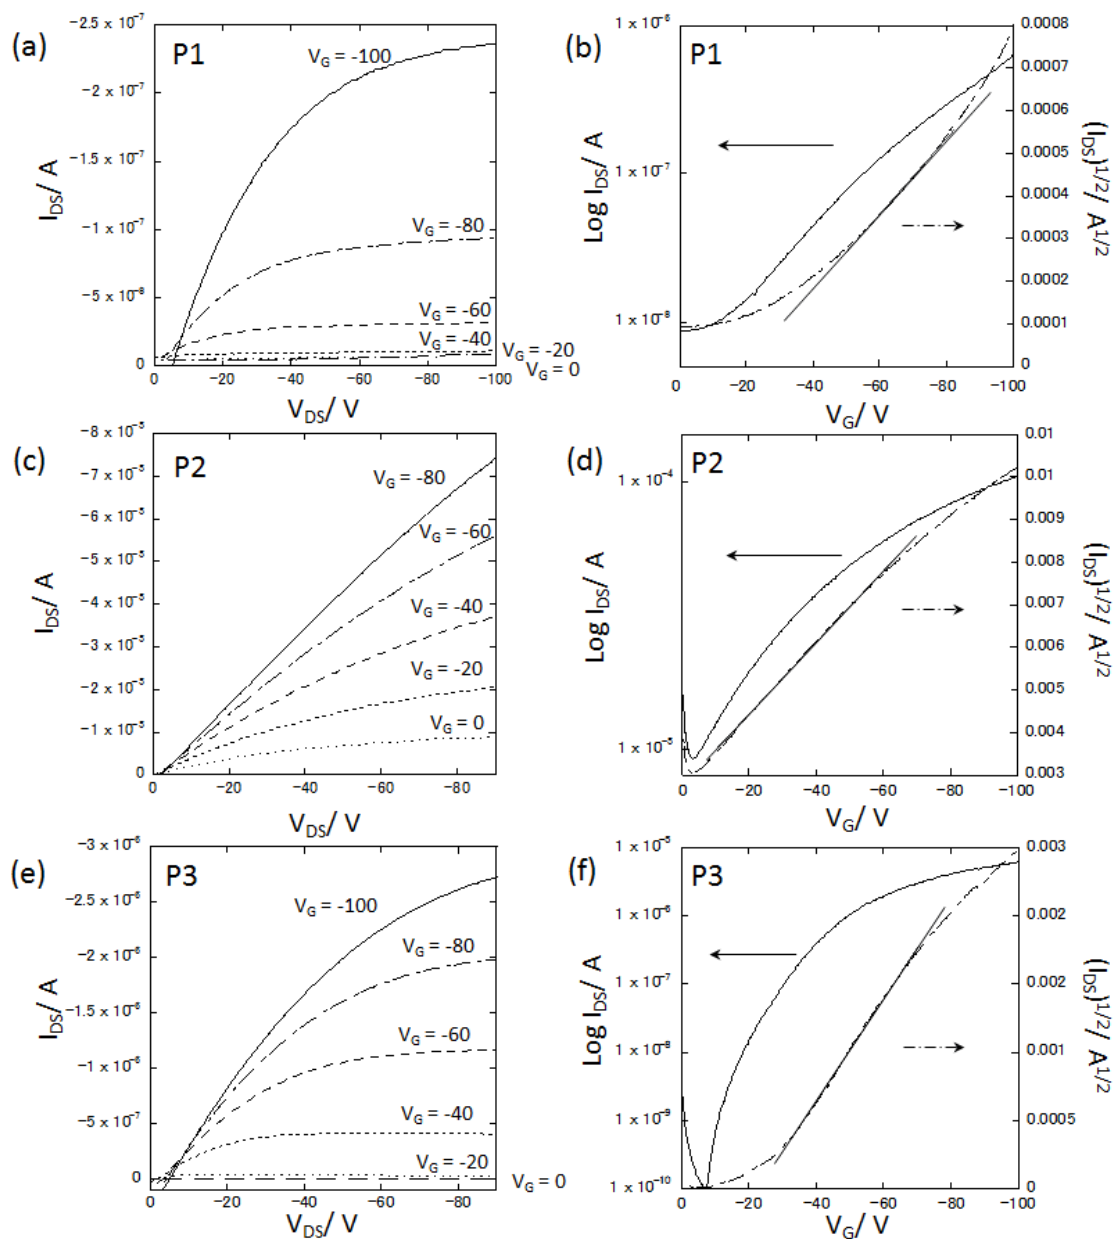 (a)
P1
−2.5 x 10⁻⁷
−2 x 10⁻⁷
−1.5 x 10⁻⁷
−1 x 10⁻⁷
−5 x 10⁻⁸
0
I_DS/ A
V_G = -100
V_G = -80
V_G = -60
V_G = -40
V_G = -20
V_G = 0
0 −20 −40 −60 −80 −100
V_DS/ V
(b)
P1
1 x 10⁻⁶
1 x 10⁻⁷
1 x 10⁻⁸
Log I_DS/ A
0.0008
0.0007
0.0006
0.0005
0.0004
0.0003
0.0002
0.0001
0
(I_DS)^1/2/ A^1/2
0 −20 −40 −60 −80 −100
V_G/ V
(c)
P2
−8 x 10⁻⁵
−7 x 10⁻⁵
−6 x 10⁻⁵
−5 x 10⁻⁵
−4 x 10⁻⁵
−3 x 10⁻⁵
−2 x 10⁻⁵
−1 x 10⁻⁵
0
I_DS/ A
V_G = -80
V_G = -60
V_G = -40
V_G = -20
V_G = 0
0 −20 −40 −60 −80
V_DS/ V
(d)
P2
1 x 10⁻⁴
1 x 10⁻⁵
Log I_DS/ A
0.01
0.01
0.009
0.008
0.007
0.006
0.005
0.004
0.003
(I_DS)^1/2/ A^1/2
0 −20 −40 −60 −80 −100
V_G/ V
(e)
P3
−3 x 10⁻⁶
−2.5 x 10⁻⁶
−2 x 10⁻⁶
−1.5 x 10⁻⁶
−1 x 10⁻⁶
−5 x 10⁻⁷
0
I_DS/ A
V_G = -100
V_G = -80
V_G = -60
V_G = -40
V_G = -20
V_G = 0
0 −20 −40 −60 −80
V_DS/ V
(f)
P3
1 x 10⁻⁵
1 x 10⁻⁶
1 x 10⁻⁷
1 x 10⁻⁸
1 x 10⁻⁹
1 x 10⁻¹⁰
Log I_DS/ A
0.003
0.002
0.002
0.001
0.0005
0
(I_DS)^1/2/ A^1/2
0 −20 −40 −60 −80 −100
V_G/ V